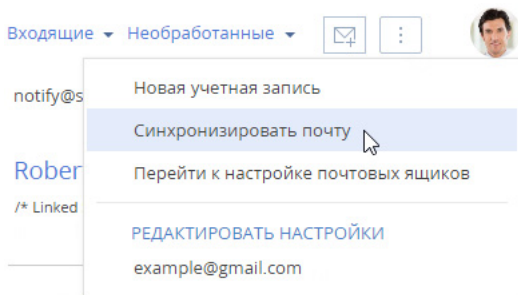 Входящие Необработанные
Новая учетная запись
notify@s
Синхронизировать почту
Rober
Перейти к настройке почтовых ящиков
/* Linked
РЕДАКТИРОВАТЬ НАСТРОЙКИ
example@gmail.com